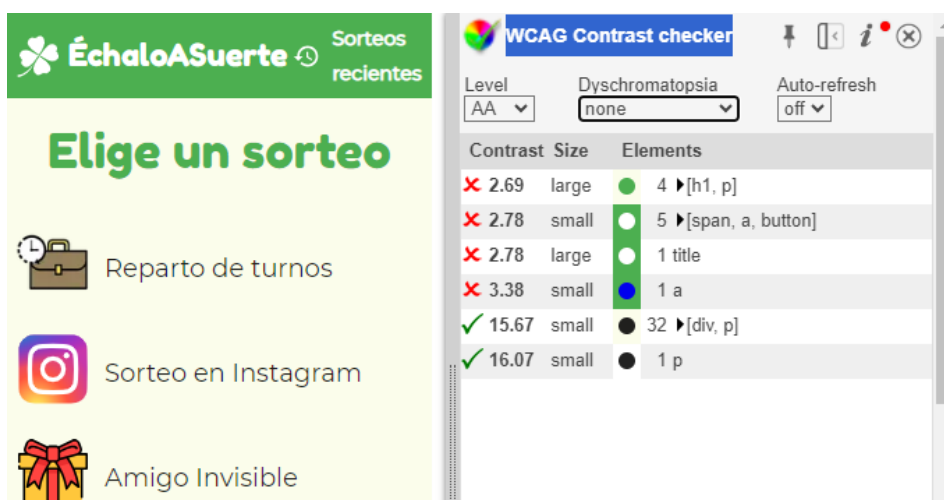 ÉchaloASuerte
Sorteos
recientes
Elige un sorteo
Reparto de turnos
Sorteo en Instagram
Amigo Invisible
WCAG Contrast checker
Level Dyschromatopsia Auto-refresh
AA none off
Contrast Size Elements
2.69 large 4 [h1, p]
2.78 small 5 [span, a, button]
2.78 large 1 title
3.38 small 1 a
15.67 small 32 [div, p]
16.07 small 1 p